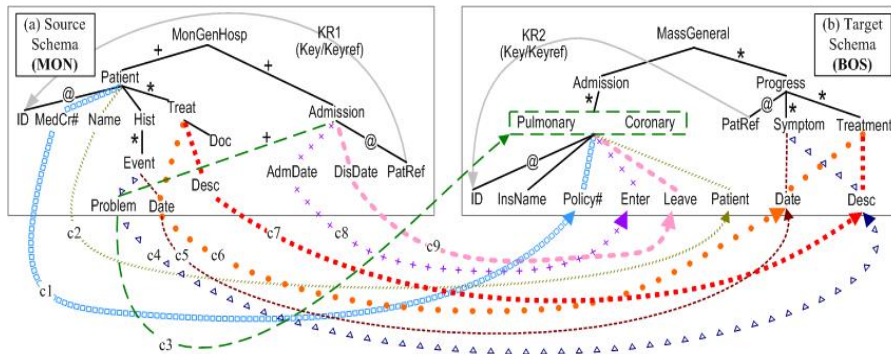 (a) Source
Schema
(MON)
MonGenHosp
KR1
(Key/Keyref)
+
+
Patient
@
*
*
ID
MedCr#
Name
Hist
Treat
Admission
+
*
Doc
@
Event
AdmDate
DisDate
PatRef
Problem
Date
Desc
KR2
(Key/Keyref)
MassGeneral
(b) Target
Schema
(BOS)
*
Admission
Progress
*
@
*
*
Pulmonary
Coronary
PatRef
Symptom
Treatment
@
ID
InsName
Policy#
Enter
Leave
Patient
Date
Desc
c2
c4
c5
c6
c7
c8
c9
c1
c3